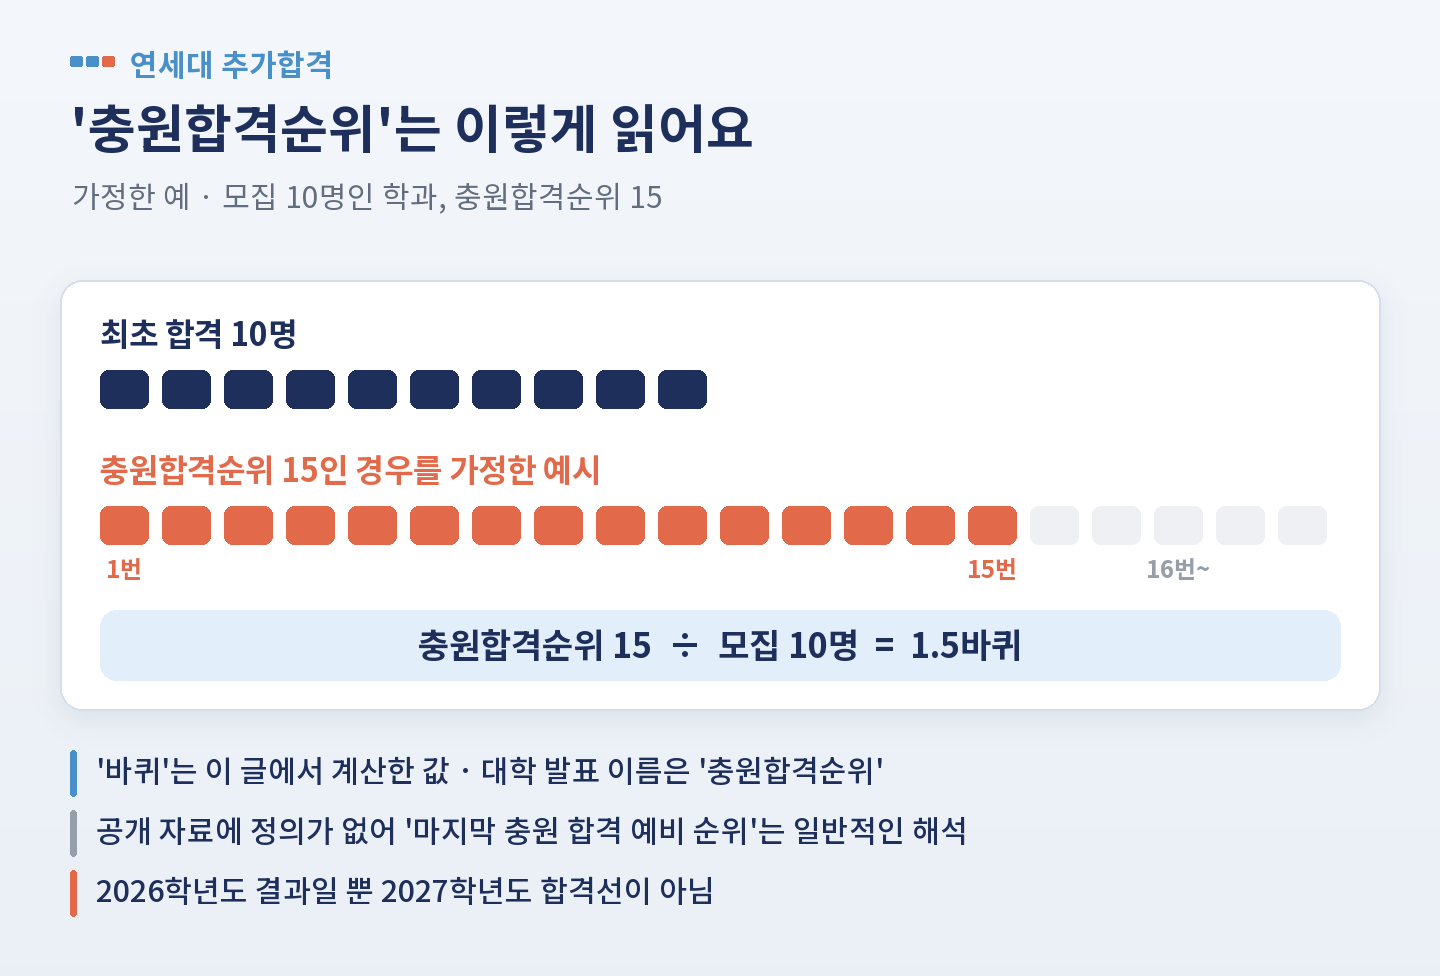 연세대 추가합격
'충원합격순위'는 이렇게 읽어요
가정한 예 · 모집 10명인 학과, 충원합격순위 15
최초 합격 10명
충원합격순위 15인 경우를 가정한 예시
1번
15번
16번~
충원합격순위 15 ÷ 모집 10명 = 1.5바퀴
'바퀴'는 이 글에서 계산한 값 · 대학 발표 이름은 '충원합격순위'
공개 자료에 정의가 없어 '마지막 충원 합격 예비 순위'는 일반적인 해석
2026학년도 결과일 뿐 2027학년도 합격선이 아님